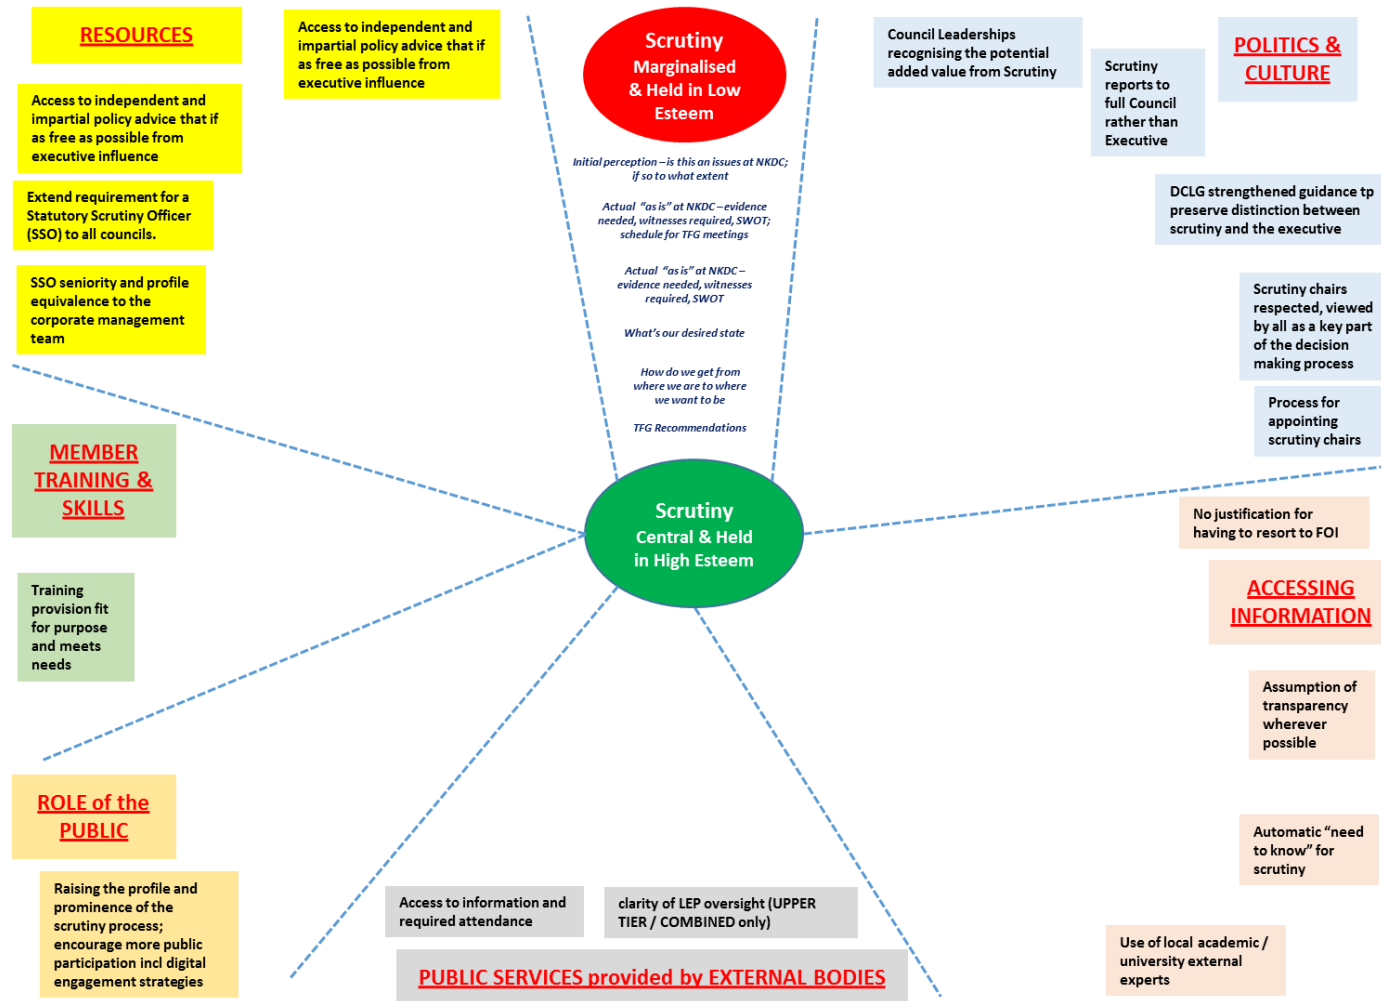 RESOURCES
Access to independent and
impartial policy advice that if
as free as possible from
executive influence
Access to independent and
impartial policy advice that if
as free as possible from
executive influence
Extend requirement for a
Statutory Scrutiny Officer
(SSO) to all councils.
SSO seniority and profile
equivalence to the
corporate management
team
Scrutiny
Marginalised
& Held in Low
Esteem
Initial perception – is this an issues at NKDC;
if so to what extent
Actual "as is" at NKDC – evidence
needed, witnesses required, SWOT;
schedule for TFG meetings
Actual "as is" at NKDC –
evidence needed, witnesses
required, SWOT
What's our desired state
How do we get from
where we are to where
we want to be
TFG Recommendations
Scrutiny
Central & Held
in High Esteem
POLITICS &
CULTURE
Council Leaderships
recognising the potential
added value from Scrutiny
Scrutiny
reports to
full Council
rather than
Executive
DCLG strengthened guidance tp
preserve distinction between
scrutiny and the executive
Scrutiny chairs
respected, viewed
by all as a key part
of the decision
making process
Process for
appointing
scrutiny chairs
No justification for
having to resort to FOI
ACCESSING
INFORMATION
Assumption of
transparency
wherever
possible
Automatic "need
to know" for
scrutiny
Use of local academic /
university external
experts
MEMBER
TRAINING &
SKILLS
Training
provision fit
for purpose
and meets
needs
ROLE of the
PUBLIC
Raising the profile and
prominence of the
scrutiny process;
encourage more public
participation incl digital
engagement strategies
Access to information and
required attendance
clarity of LEP oversight (UPPER
TIER / COMBINED only)
PUBLIC SERVICES provided by EXTERNAL BODIES